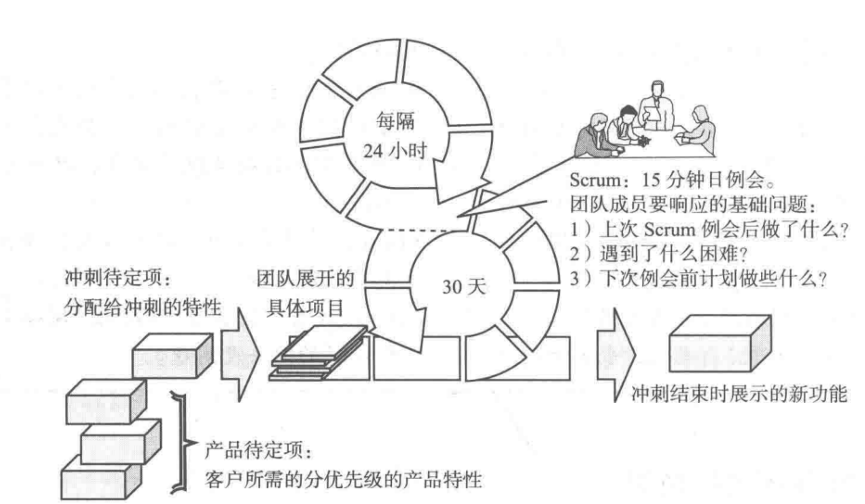 每隔
24 小时
Scrum：15 分钟日例会。
团队成员要响应的基础问题：
1）上次 Scrum 例会后做了什么？
2）遇到了什么困难？
3）下次例会前计划做些什么？
30 天
冲刺待定项：
分配给冲刺的特性
团队展开的
具体项目
冲刺结束时展示的新功能
产品待定项：
客户所需的分优先级的产品特性